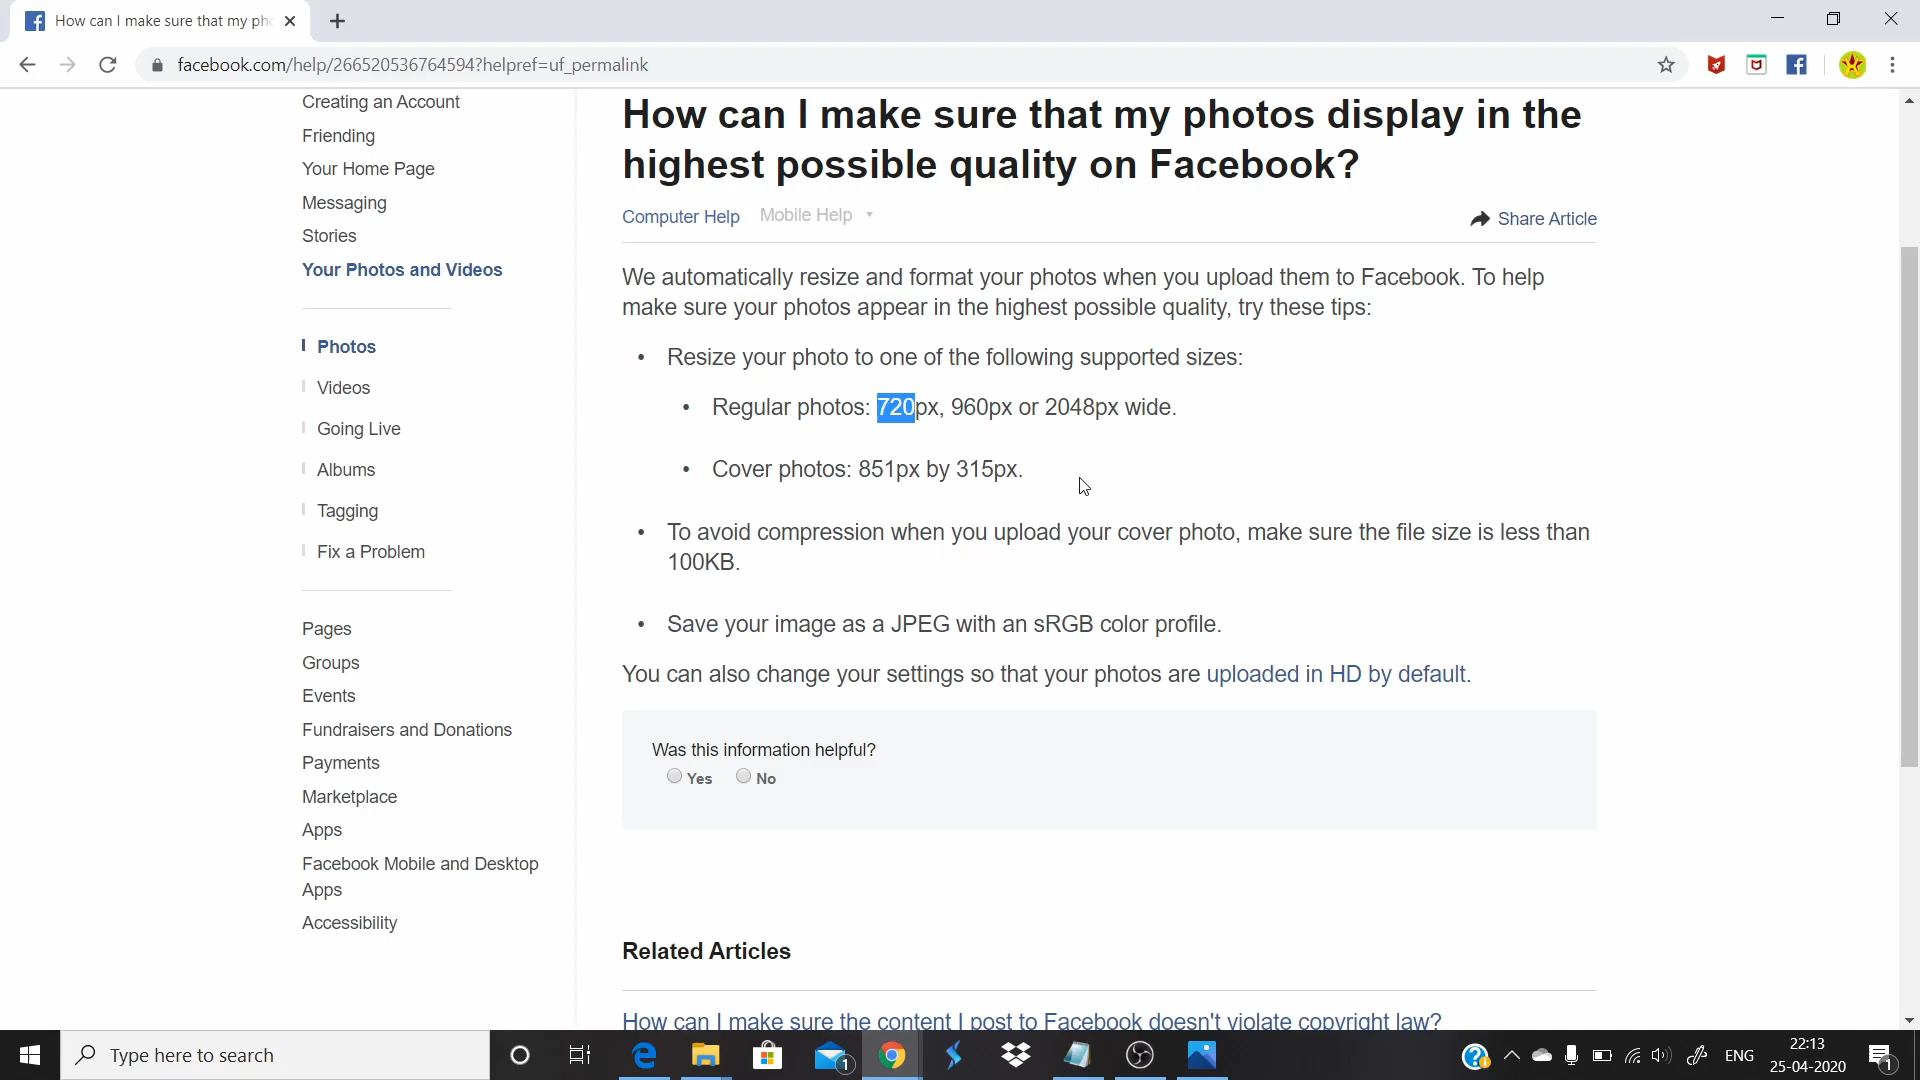 How can I make sure that my pho
facebook.com/help/266520536764594?helpref=uf_permalink
Creating an Account
Friending
Your Home Page
Messaging
Stories
Your Photos and Videos
Photos
Videos
Going Live
Albums
Tagging
Fix a Problem
Pages
Groups
Events
Fundraisers and Donations
Payments
Marketplace
Apps
Facebook Mobile and Desktop
Apps
Accessibility
How can I make sure that my photos display in the
highest possible quality on Facebook?
Computer Help Mobile Help
Share Article
We automatically resize and format your photos when you upload them to Facebook. To help
make sure your photos appear in the highest possible quality, try these tips:
• Resize your photo to one of the following supported sizes:
• Regular photos: 720px, 960px or 2048px wide.
• Cover photos: 851px by 315px.
• To avoid compression when you upload your cover photo, make sure the file size is less than
100KB.
• Save your image as a JPEG with an sRGB color profile.
You can also change your settings so that your photos are uploaded in HD by default.
Was this information helpful?
Yes No
Related Articles
How can I make sure the content I post to Facebook doesn't violate copyright law?
Type here to search
1
ENG
22:13
25-04-2020
1